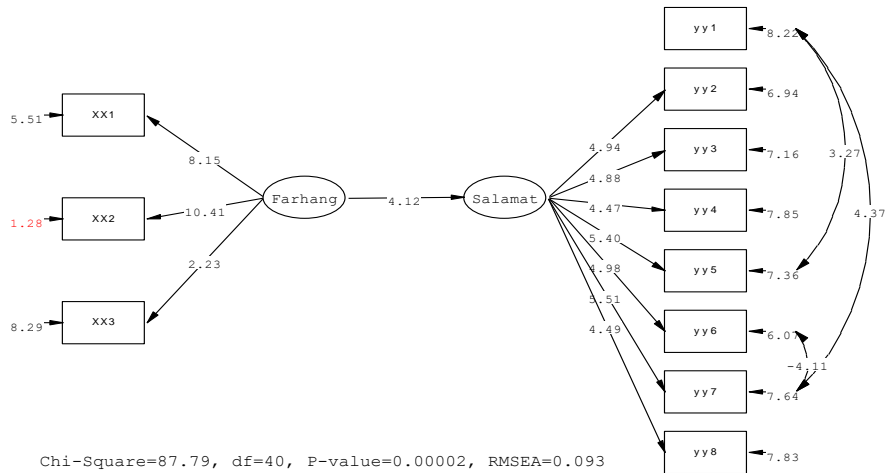 yy1
8.22
yy2
6.94
5.51
XX1
4.94
yy3
7.16
3.27
8.15
4.88
Farhang
4.12
Salamat
4.47
yy4
7.85
4.37
1.28
XX2
10.41
5.40
yy5
7.36
2.23
4.98
5.51
8.29
XX3
4.49
yy6
6.07
-4.11
yy7
7.64
Chi-Square=87.79, df=40, P-value=0.00002, RMSEA=0.093
yy8
7.83